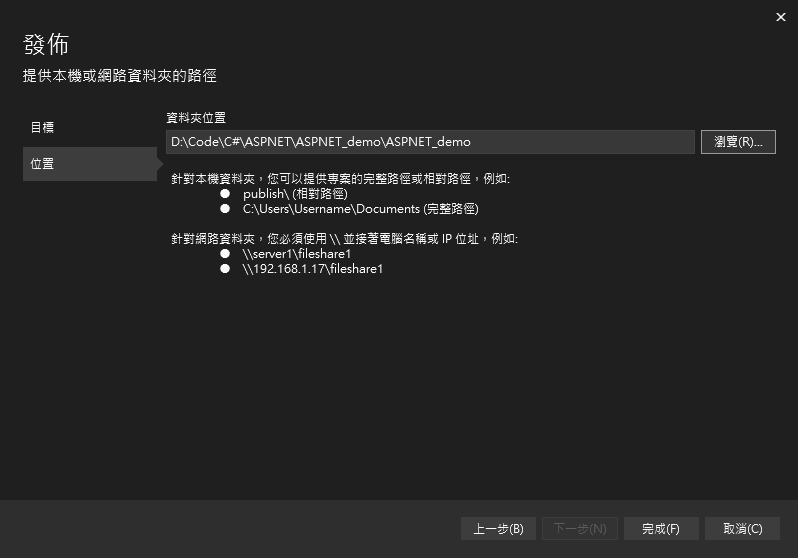 發佈
提供本機或網路資料夾的路徑
目標
位置
資料夾位置
D:\Code\C#\ASPNET\ASPNET_demo\ASPNET_demo
瀏覽(R)...
針對本機資料夾，您可以提供專案的完整路徑或相對路徑，例如:
● publish\ (相對路徑)
● C:\Users\Username\Documents (完整路徑)
針對網路資料夾，您必須使用 \\ 並接著電腦名稱或 IP 位址，例如:
● \\server1\fileshare1
● \\192.168.1.17\fileshare1
上一步(B)
下一步(N)
完成(F)
取消(C)